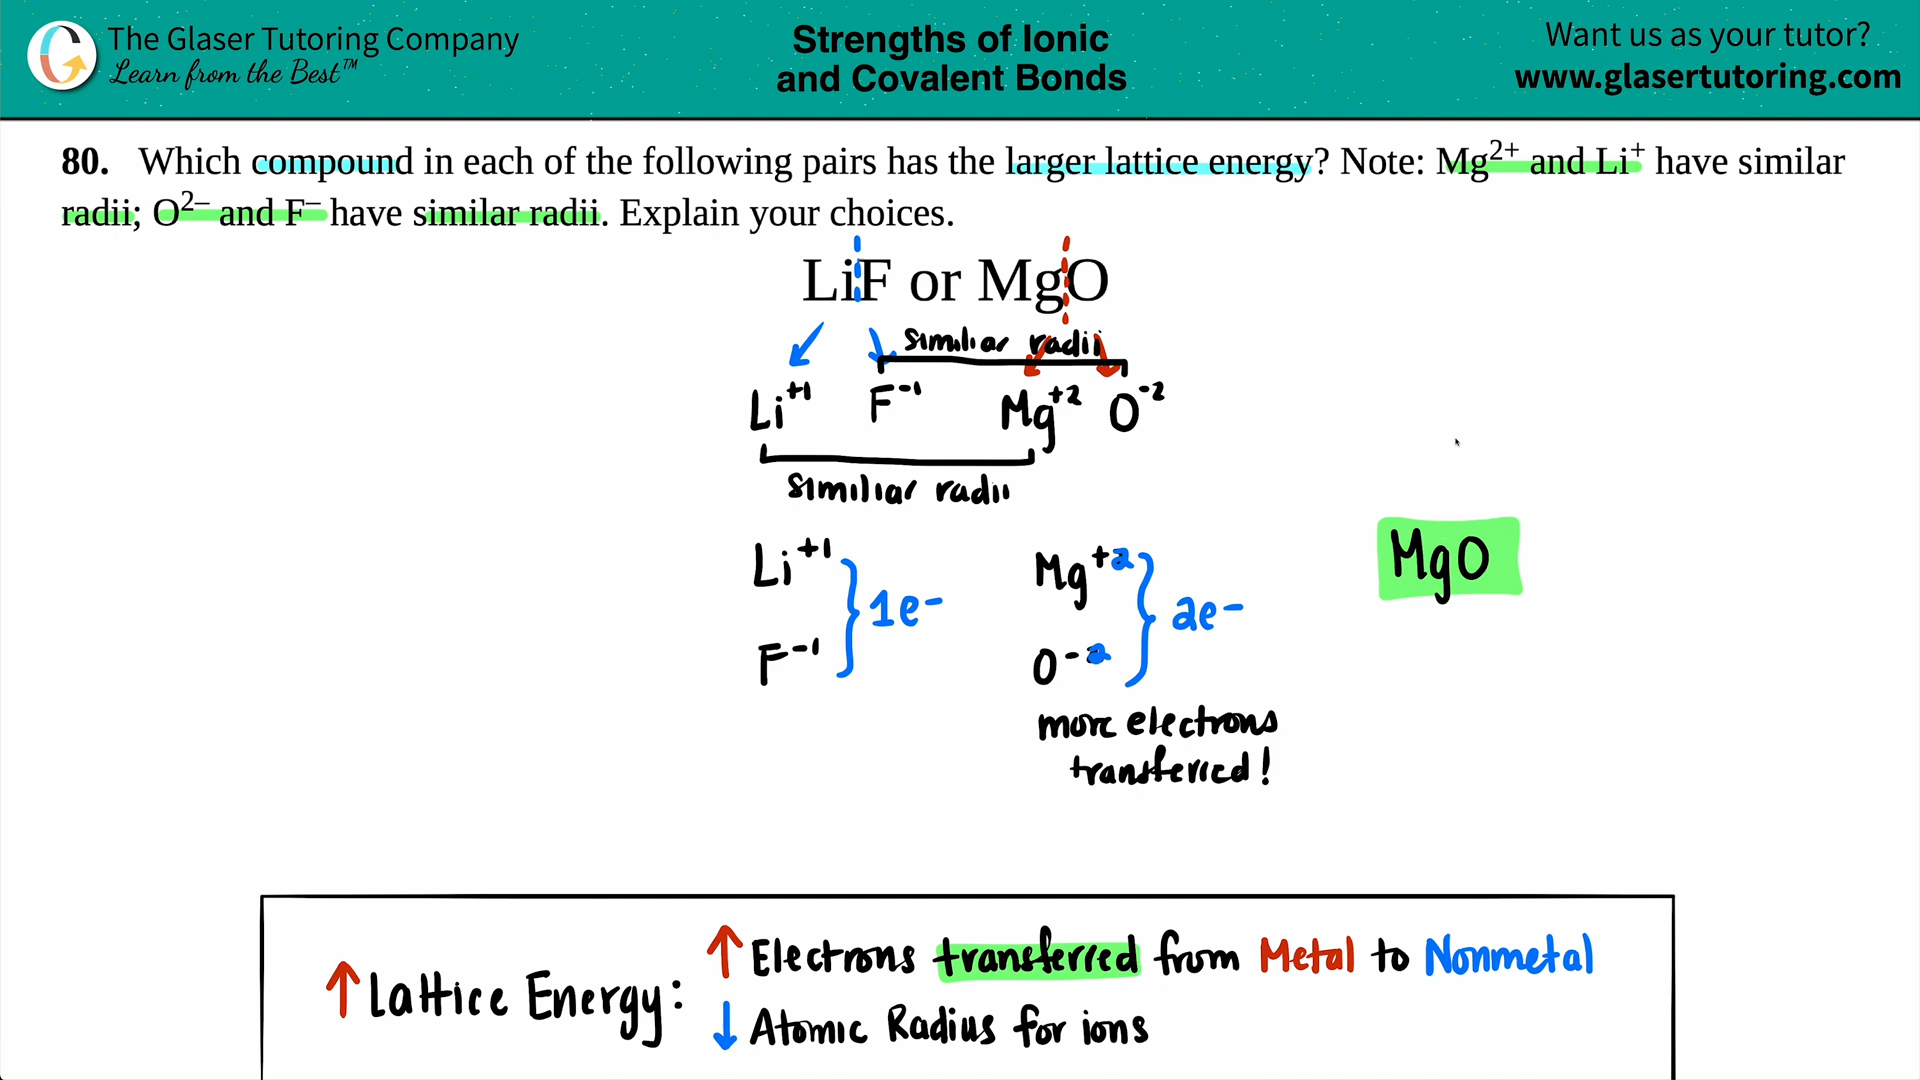 The Glaser Tutoring Company
Learn from the Best™
Strengths of Ionic
and Covalent Bonds
Want us as your tutor?
www.glasertutoring.com
80. Which compound in each of the following pairs has the larger lattice energy? Note: Mg²⁺ and Li⁺ have similar
radii; O²⁻ and F⁻ have similar radii. Explain your choices.
LiF or MgO
similiar radii
Li⁺¹ F⁻¹ Mg⁺² O⁻²
similiar radii
Li⁺¹ Mg⁺²
1e- 2e-
F⁻¹ O⁻²
MgO
more electrons
transferred!
↑ Lattice Energy:
↑ Electrons transferred from Metal to Nonmetal
↓ Atomic Radius for ions